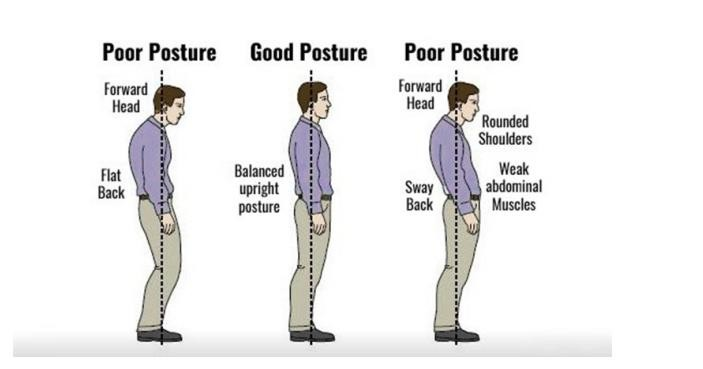 Poor Posture
Forward
Head
Flat
Back
Good Posture
Balanced
upright
posture
Poor Posture
Forward
Head
Rounded
Shoulders
Weak
abdominal
Muscles
Sway
Back